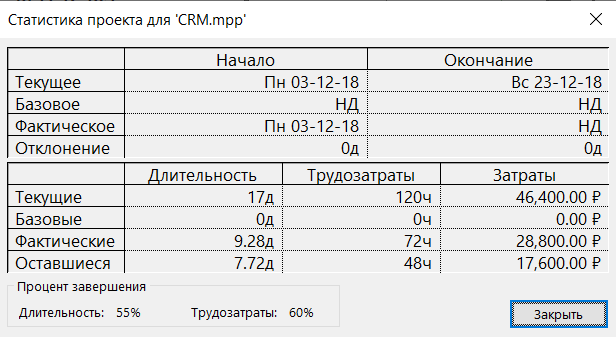 Статистика проекта для 'CRM.mpp'
Начало Окончание
Текущее Пн 03-12-18 Вс 23-12-18
Базовое НД НД
Фактическое Пн 03-12-18 НД
Отклонение 0д 0д
Длительность Трудозатраты Затраты
Текущие 17д 120ч 46,400.00 ₽
Базовые 0д 0ч 0.00 ₽
Фактические 9.28д 72ч 28,800.00 ₽
Оставшиеся 7.72д 48ч 17,600.00 ₽
Процент завершения
Длительность: 55% Трудозатраты: 60%
Закрыть